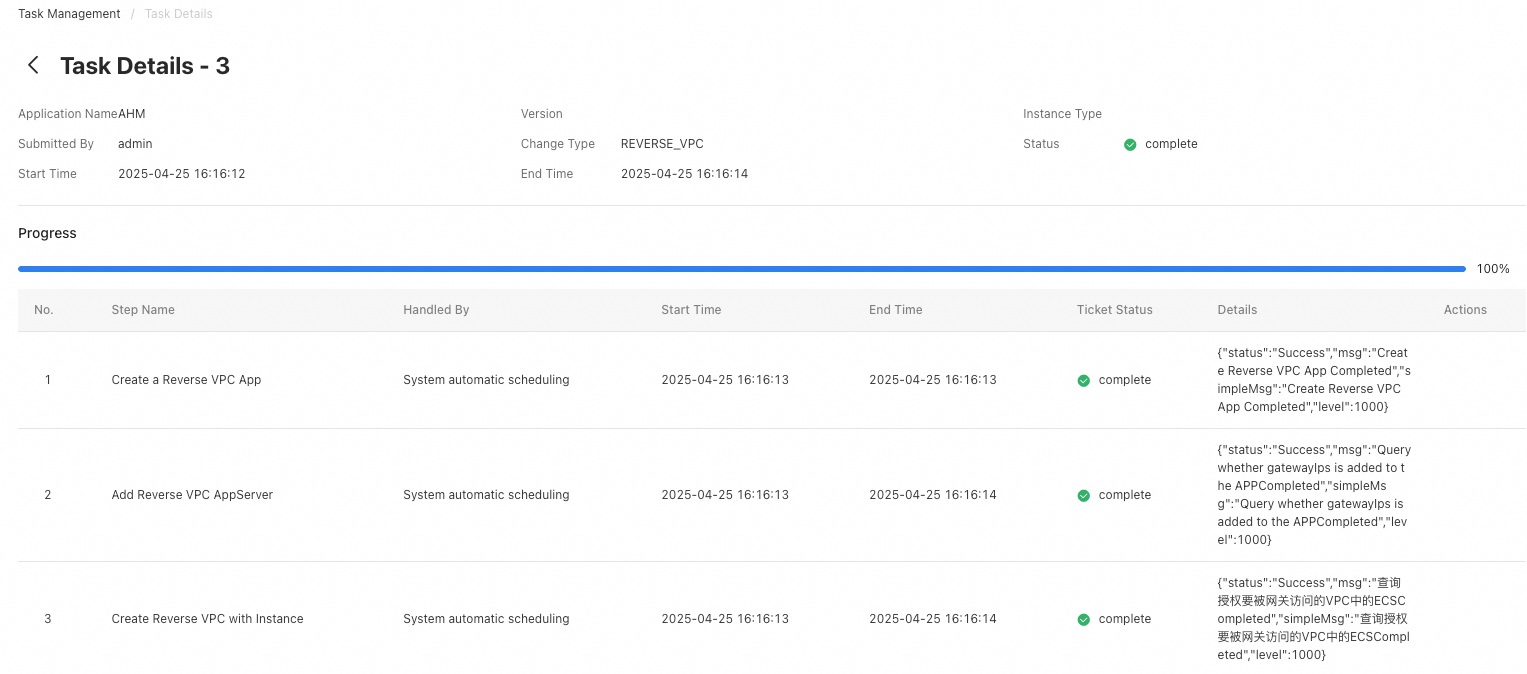 Task Management / Task Details
Task Details - 3
Application Name AHM Version Instance Type
Submitted By admin Change Type REVERSE_VPC Status complete
Start Time 2025-04-25 16:16:12 End Time 2025-04-25 16:16:14
Progress
100%
No. Step Name Handled By Start Time End Time Ticket Status Details Actions
1 Create a Reverse VPC App System automatic scheduling 2025-04-25 16:16:13 2025-04-25 16:16:13 complete
{"status":"Success","msg":"Creat
e Reverse VPC App Completed","s
impleMsg":"Create Reverse VPC
App Completed","level":1000}
2 Add Reverse VPC AppServer System automatic scheduling 2025-04-25 16:16:13 2025-04-25 16:16:14 complete
{"status":"Success","msg":"Query
whether gatewayIps is added to t
he APPCompleted","simpleMs
g":"Query whether gatewayIps is
added to the APPCompleted","lev
el":1000}
3 Create Reverse VPC with Instance System automatic scheduling 2025-04-25 16:16:13 2025-04-25 16:16:14 complete
{"status":"Success","msg":"查询
授权要被网关访问的VPC中的ECSC
ompleted","simpleMsg":"查询授权
要被网关访问的VPC中的ECSCompl
eted","level":1000}